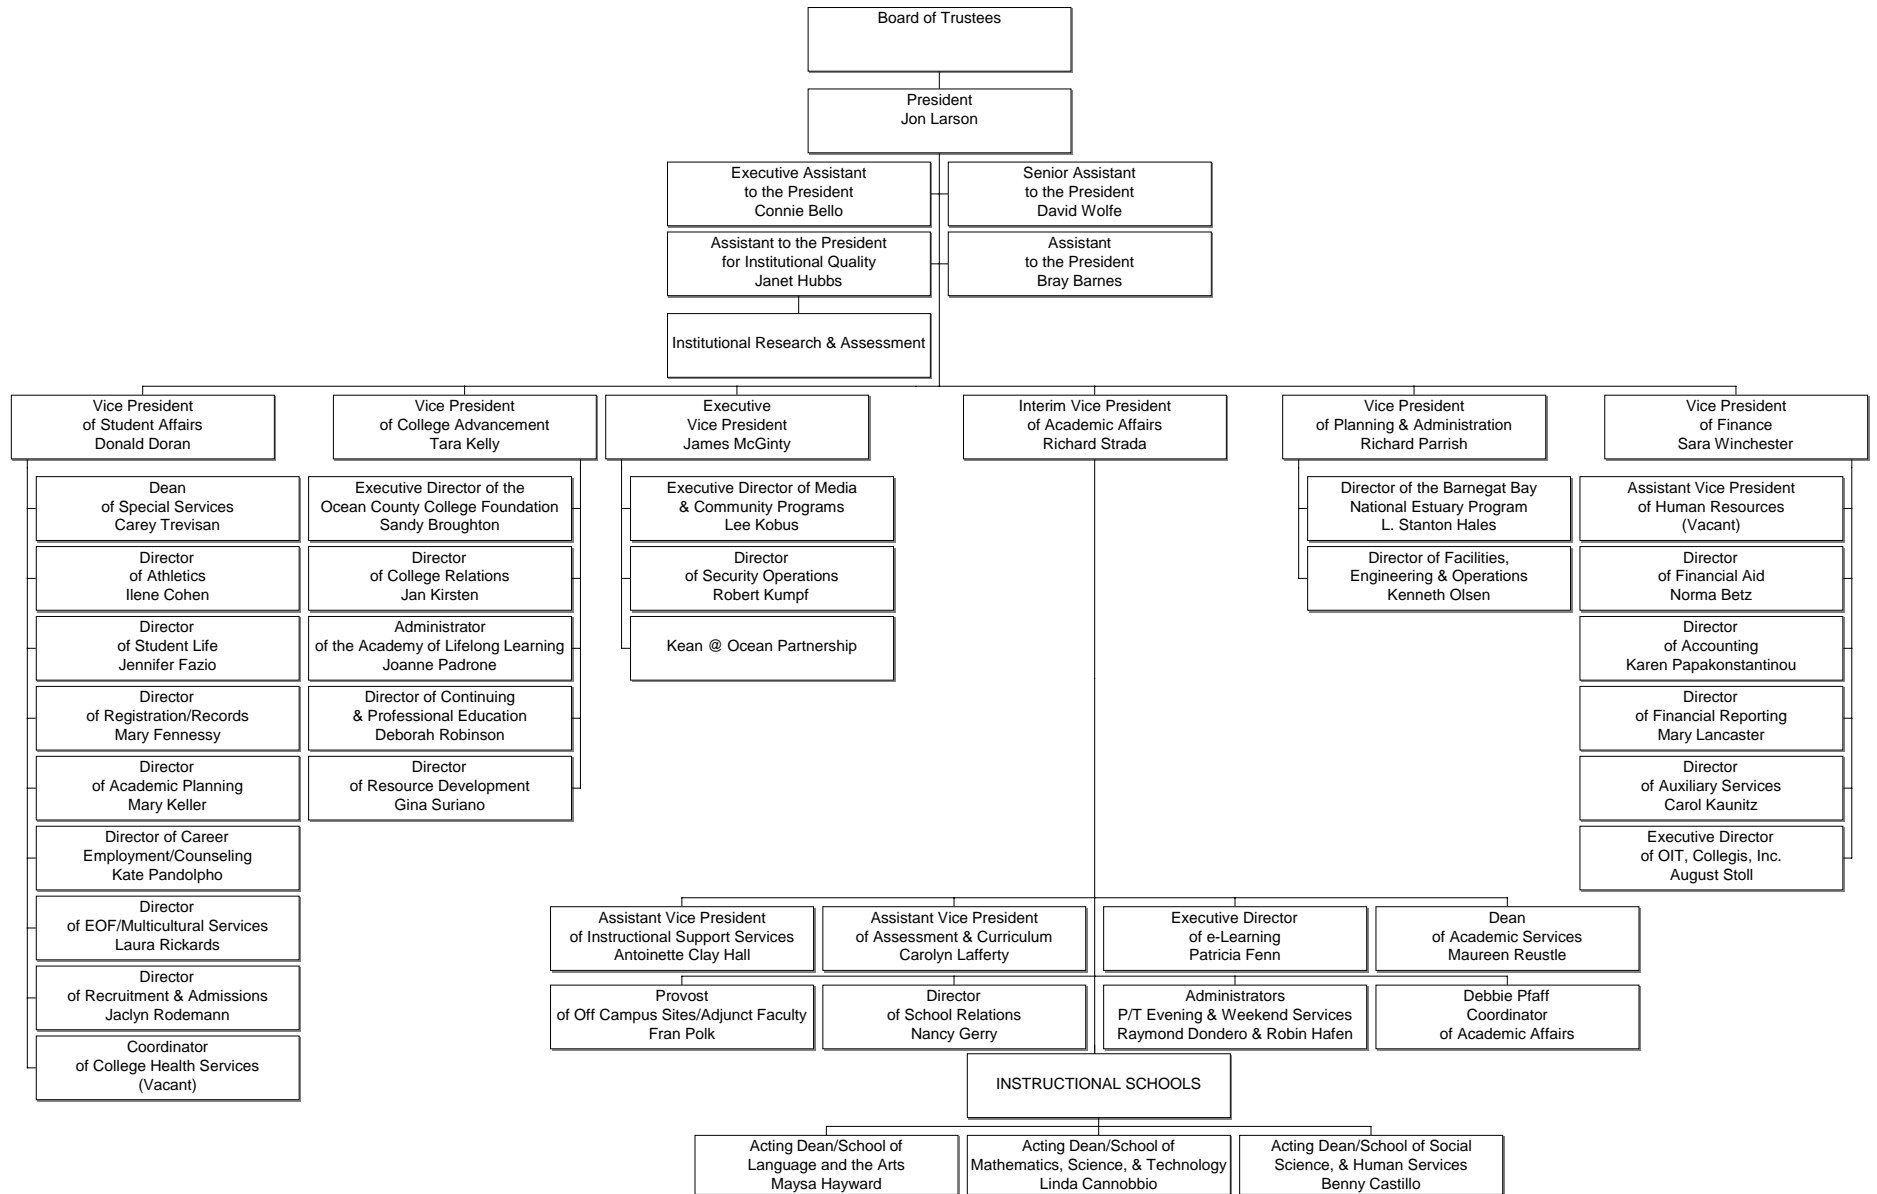 Board of Trustees
President
Jon Larson
Executive Assistant
to the President
Connie Bello
Senior Assistant
to the President
David Wolfe
Assistant to the President
for Institutional Quality
Janet Hubbs
Assistant
to the President
Bray Barnes
Institutional Research & Assessment
Vice President
of Student Affairs
Donald Doran
Dean
of Special Services
Carey Trevisan
Director
of Athletics
Ilene Cohen
Director
of Student Life
Jennifer Fazio
Director
of Registration/Records
Mary Fennessy
Director
of Academic Planning
Mary Keller
Director of Career
Employment/Counseling
Kate Pandolpho
Director
of EOF/Multicultural Services
Laura Rickards
Director
of Recruitment & Admissions
Jaclyn Rodemann
Coordinator
of College Health Services
(Vacant)
Vice President
of College Advancement
Tara Kelly
Executive Director of the
Ocean County College Foundation
Sandy Broughton
Director
of College Relations
Jan Kirsten
Administrator
of the Academy of Lifelong Learning
Joanne Padrone
Director of Continuing
& Professional Education
Deborah Robinson
Director
of Resource Development
Gina Suriano
Executive
Vice President
James McGinty
Executive Director of Media
& Community Programs
Lee Kobus
Director
of Security Operations
Robert Kumpf
Kean @ Ocean Partnership
Interim Vice President
of Academic Affairs
Richard Strada
Assistant Vice President
of Instructional Support Services
Antoinette Clay Hall
Assistant Vice President
of Assessment & Curriculum
Carolyn Lafferty
Executive Director
of e-Learning
Patricia Fenn
Dean
of Academic Services
Maureen Reustle
Provost
of Off Campus Sites/Adjunct Faculty
Fran Polk
Director
of School Relations
Nancy Gerry
Administrators
P/T Evening & Weekend Services
Raymond Dondero & Robin Hafen
Debbie Pfaff
Coordinator
of Academic Affairs
INSTRUCTIONAL SCHOOLS
Acting Dean/School of
Language and the Arts
Maysa Hayward
Acting Dean/School of
Mathematics, Science, & Technology
Linda Cannobbio
Acting Dean/School of Social
Science, & Human Services
Benny Castillo
Vice President
of Planning & Administration
Richard Parrish
Director of the Barnegat Bay
National Estuary Program
L. Stanton Hales
Director of Facilities,
Engineering & Operations
Kenneth Olsen
Vice President
of Finance
Sara Winchester
Assistant Vice President
of Human Resources
(Vacant)
Director
of Financial Aid
Norma Betz
Director
of Accounting
Karen Papakonstantinou
Director
of Financial Reporting
Mary Lancaster
Director
of Auxiliary Services
Carol Kaunitz
Executive Director
of OIT, Collegis, Inc.
August Stoll